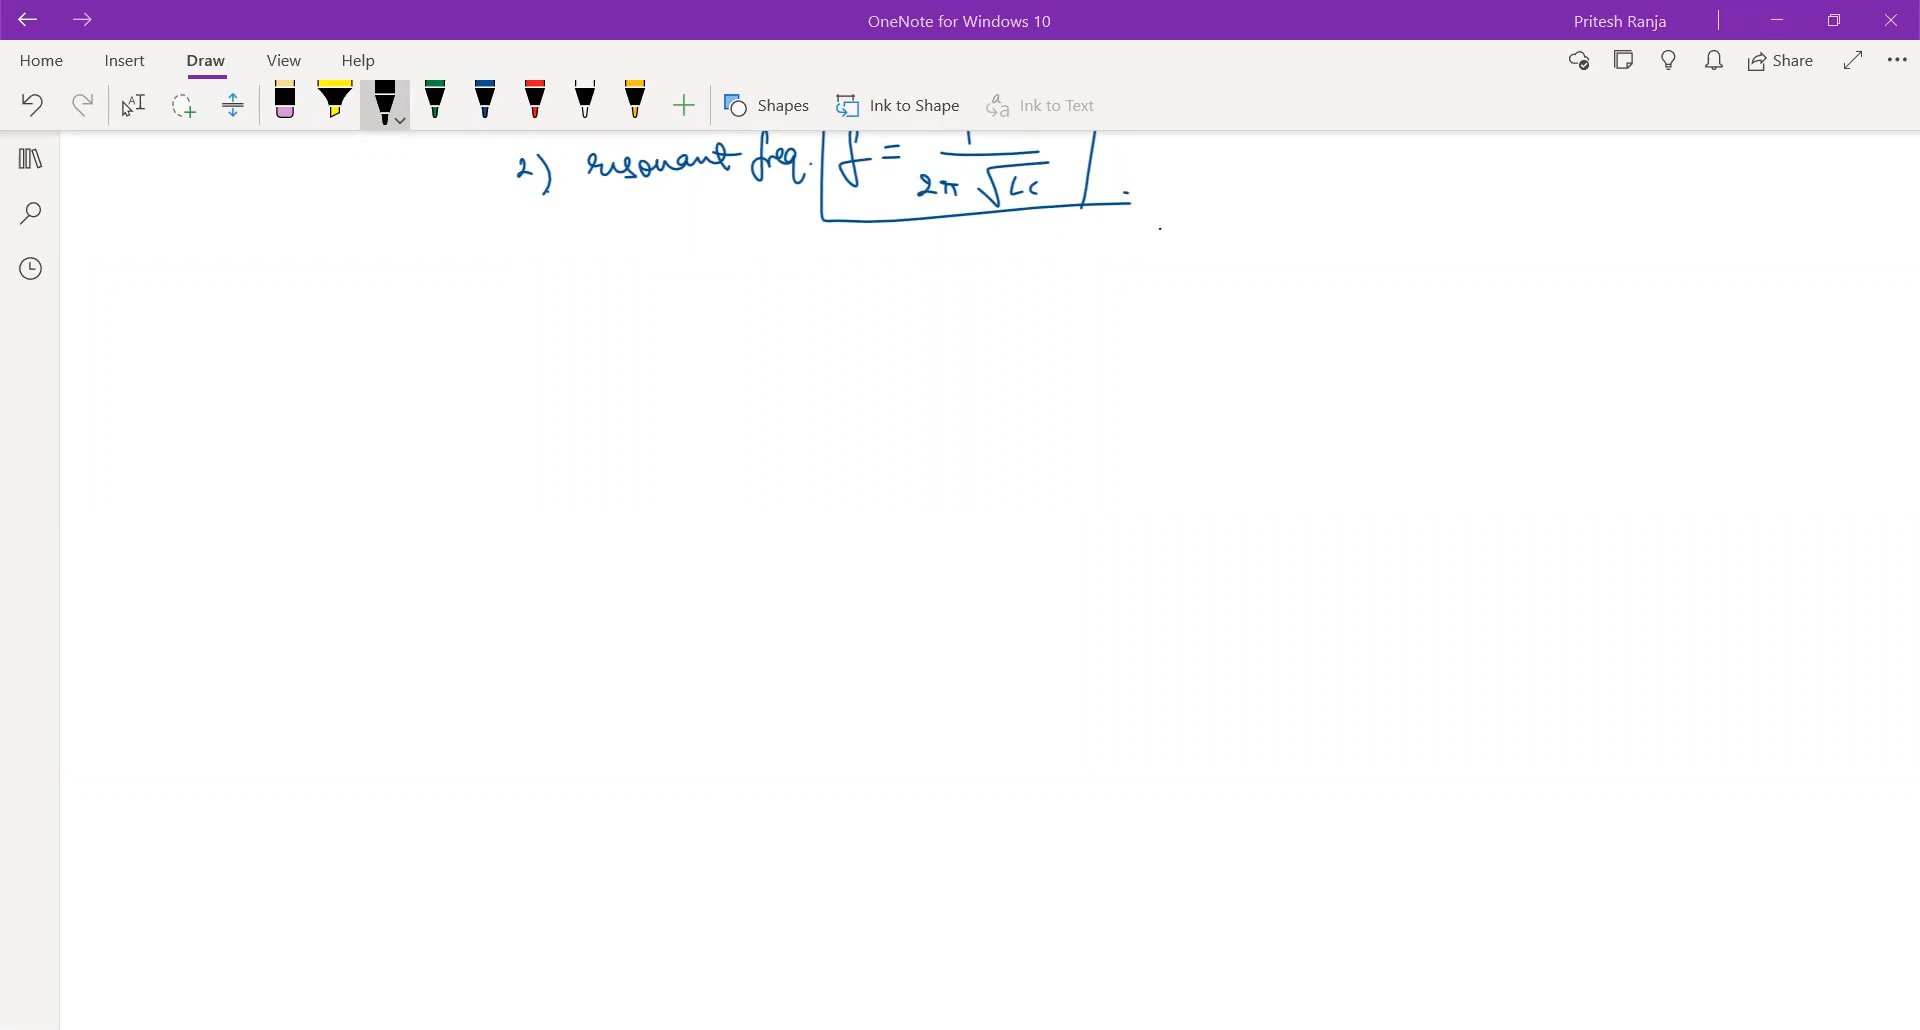 OneNote for Windows 10
Pritesh Ranja
Home Insert Draw View Help
Share
Shapes Ink to Shape Ink to Text
2) resonant freq. f = 1 / 2π √LC